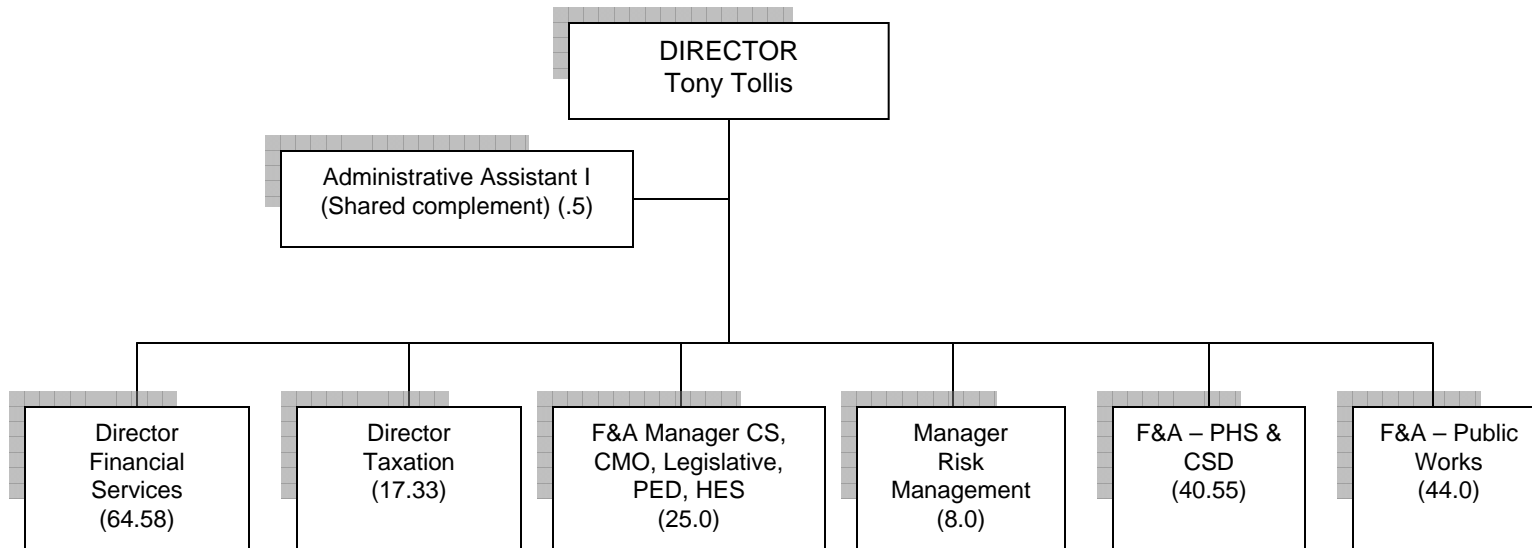 DIRECTOR
Tony Tollis
Administrative Assistant I
(Shared complement) (.5)
Director
Financial
Services
(64.58)
Director
Taxation
(17.33)
F&A Manager CS,
CMO, Legislative,
PED, HES
(25.0)
Manager
Risk
Management
(8.0)
F&A – PHS &
CSD
(40.55)
F&A – Public
Works
(44.0)